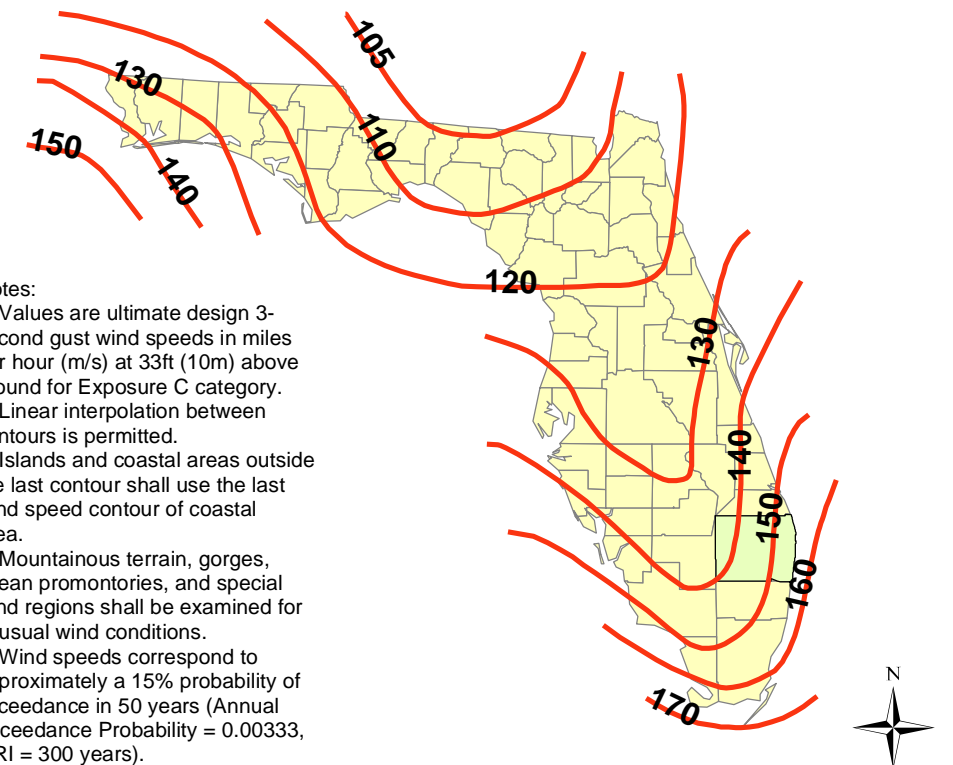 105
130
110
150
140
120
otes:
Values are ultimate design 3-
cond gust wind speeds in miles
r hour (m/s) at 33ft (10m) above
ound for Exposure C category.
Linear interpolation between
ntours is permitted.
Islands and coastal areas outside
e last contour shall use the last
nd speed contour of coastal
ea.
Mountainous terrain, gorges,
ean promontories, and special
nd regions shall be examined for
usual wind conditions.
Wind speeds correspond to
proximately a 15% probability of
ceedance in 50 years (Annual
ceedance Probability = 0.00333,
RI = 300 years).
130
140
150
160
170
N